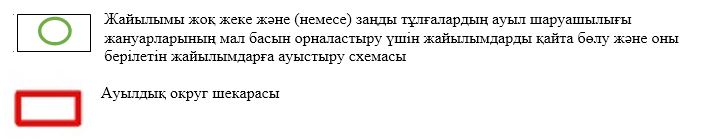 Жайылымы жоқ жеке және (немесе) заңды тұлғалардың ауыл шаруашылығы
жануарларының мал басын орналастыру үшін жайылымдарды қайта бөлу және оны
берілетін жайылымдарға ауыстыру схемасы
Ауылдық округ шекарасы